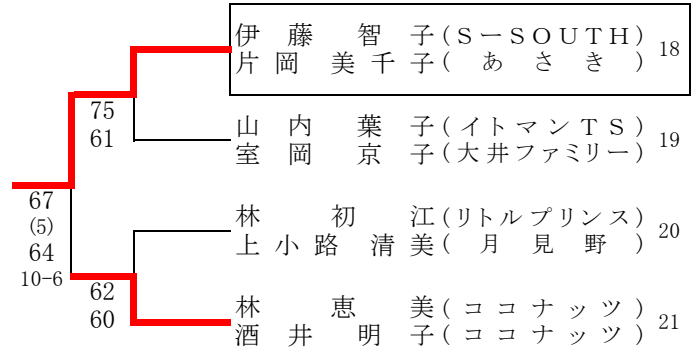 伊藤智子(S－SOUTH)
片岡美千子(あさき) 18
75
61
山内葉子(イトマンTS)
室岡京子(大井ファミリー) 19
67
(5)
64
10-6
林初江(リトルプリンス)
上小路清美(月見野) 20
62
60
林恵美(ココナッツ)
酒井明子(ココナッツ) 21